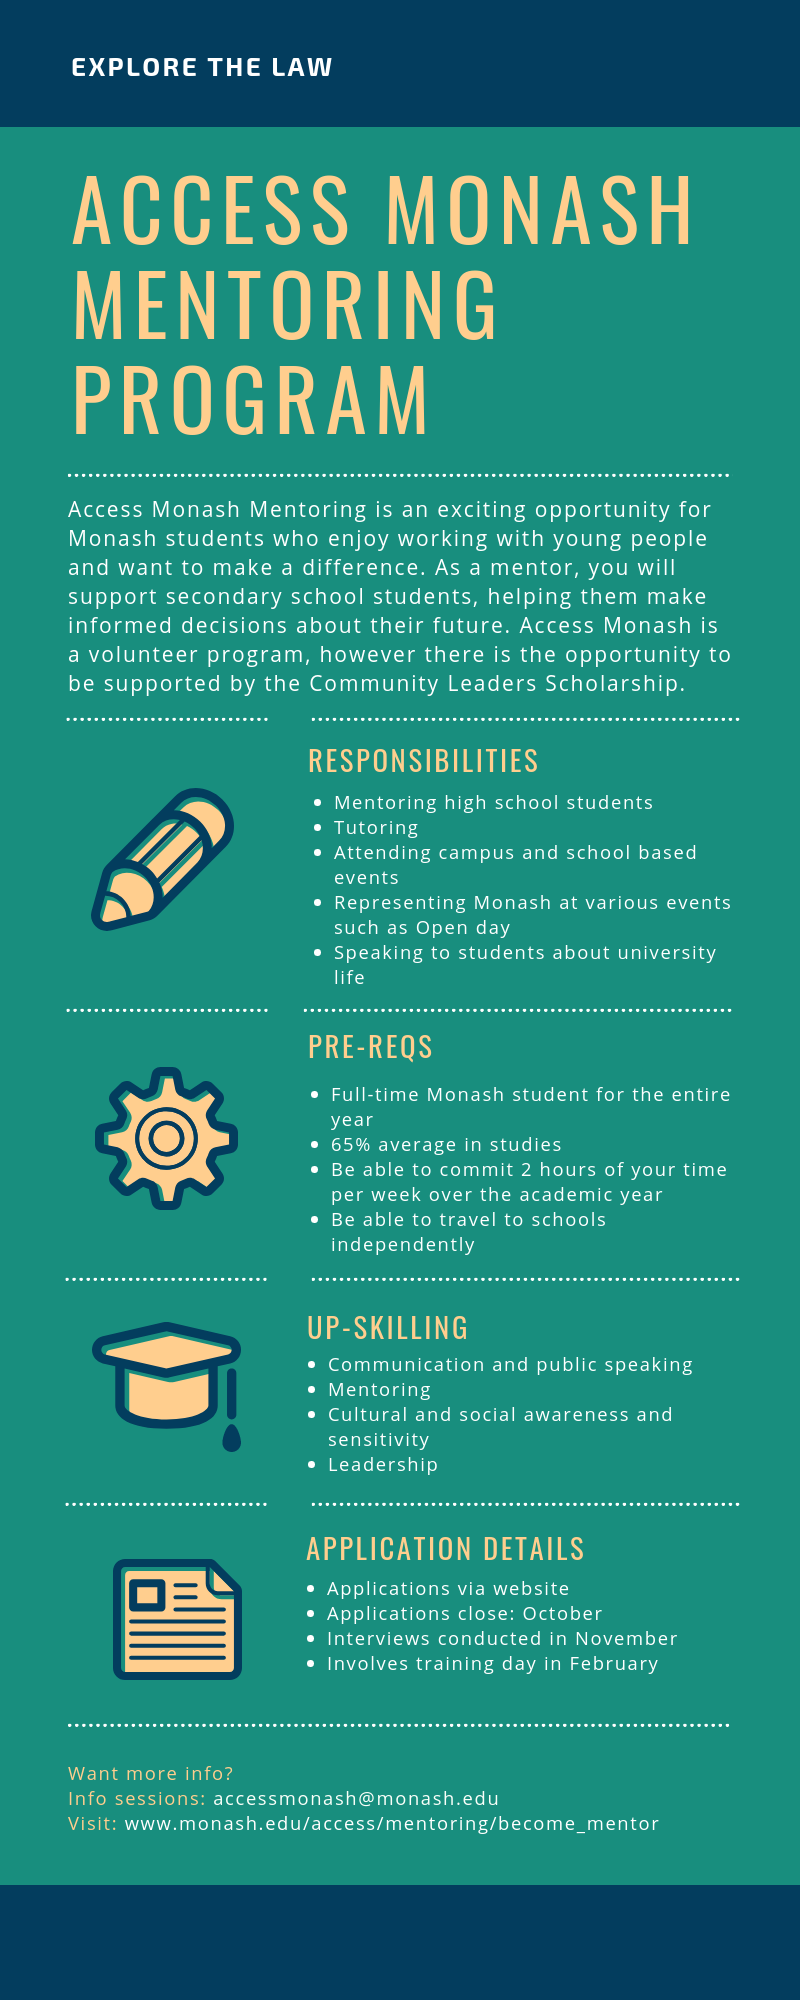 EXPLORE THE LAW
ACCESS MONASH
MENTORING
PROGRAM
Access Monash Mentoring is an exciting opportunity for
Monash students who enjoy working with young people
and want to make a difference. As a mentor, you will
support secondary school students, helping them make
informed decisions about their future. Access Monash is
a volunteer program, however there is the opportunity to
be supported by the Community Leaders Scholarship.
RESPONSIBILITIES
• Mentoring high school students
• Tutoring
• Attending campus and school based
events
• Representing Monash at various events
such as Open day
• Speaking to students about university
life
PRE-REQS
• Full-time Monash student for the entire
year
• 65% average in studies
• Be able to commit 2 hours of your time
per week over the academic year
• Be able to travel to schools
independently
UP-SKILLING
• Communication and public speaking
• Mentoring
• Cultural and social awareness and
sensitivity
• Leadership
APPLICATION DETAILS
• Applications via website
• Applications close: October
• Interviews conducted in November
• Involves training day in February
Want more info?
Info sessions: accessmonash@monash.edu
Visit: www.monash.edu/access/mentoring/become_mentor